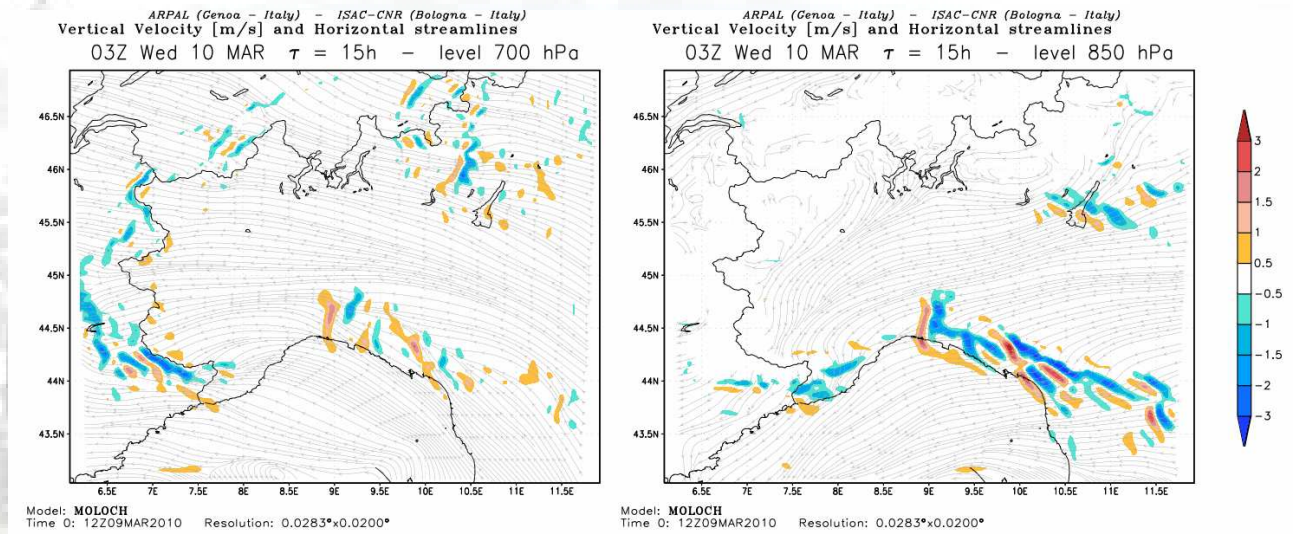 ARPAL (Genoa - Italy) - ISAC-CNR (Bologna - Italy)
Vertical Velocity [m/s] and Horizontal streamlines
03Z Wed 10 MAR τ = 15h - level 700 hPa
46.5N
46N
45.5N
45N
44.5N
44N
43.5N
6.5E 7E 7.5E 8E 8.5E 9E 9.5E 10E 10.5E 11E 11.5E
Model: MOLOCH
Time 0: 12Z09MAR2010 Resolution: 0.0283°x0.0200°
ARPAL (Genoa - Italy) - ISAC-CNR (Bologna - Italy)
Vertical Velocity [m/s] and Horizontal streamlines
03Z Wed 10 MAR τ = 15h - level 850 hPa
46.5N
46N
45.5N
45N
44.5N
44N
43.5N
6.5E 7E 7.5E 8E 8.5E 9E 9.5E 10E 10.5E 11E 11.5E
Model: MOLOCH
Time 0: 12Z09MAR2010 Resolution: 0.0283°x0.0200°
3
2
1.5
1
0.5
-0.5
-1
-1.5
-2
-3